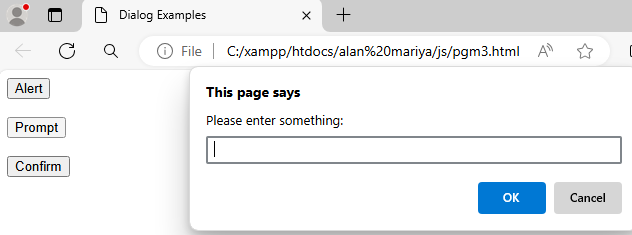 Dialog Examples
File C:/xampp/htdocs/alan%20mariya/js/pgm3.html
Alert
Prompt
Confirm
This page says
Please enter something:
OK Cancel